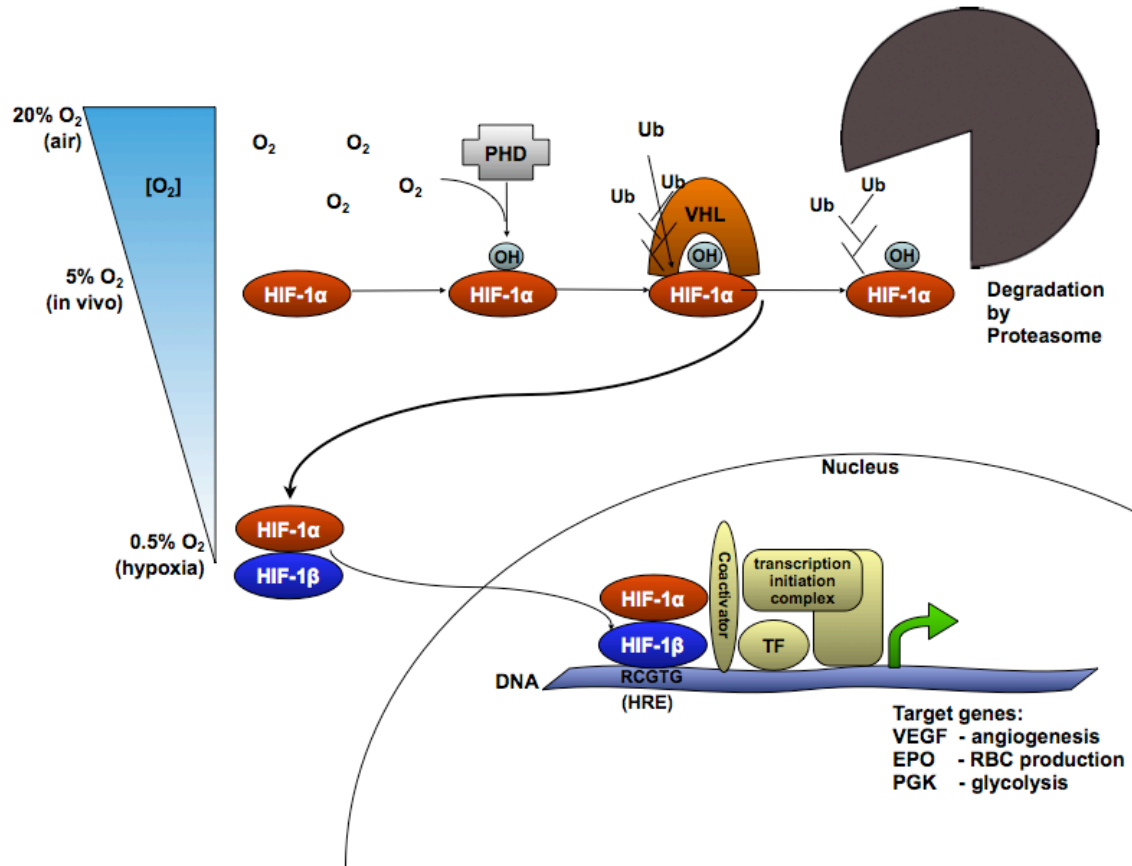 20% O₂
(air)
[O₂]
5% O₂
(in vivo)
0.5% O₂
(hypoxia)
O₂
O₂
O₂
O₂
PHD
OH
HIF-1α
HIF-1α
Ub
Ub
Ub
VHL
OH
HIF-1α
Ub
Ub
OH
HIF-1α
Degradation
by
Proteasome
HIF-1α
HIF-1β
Nucleus
HIF-1α
HIF-1β
Coactivator
transcription
initiation
complex
TF
DNA
RCGTG
(HRE)
Target genes:
VEGF - angiogenesis
EPO - RBC production
PGK - glycolysis